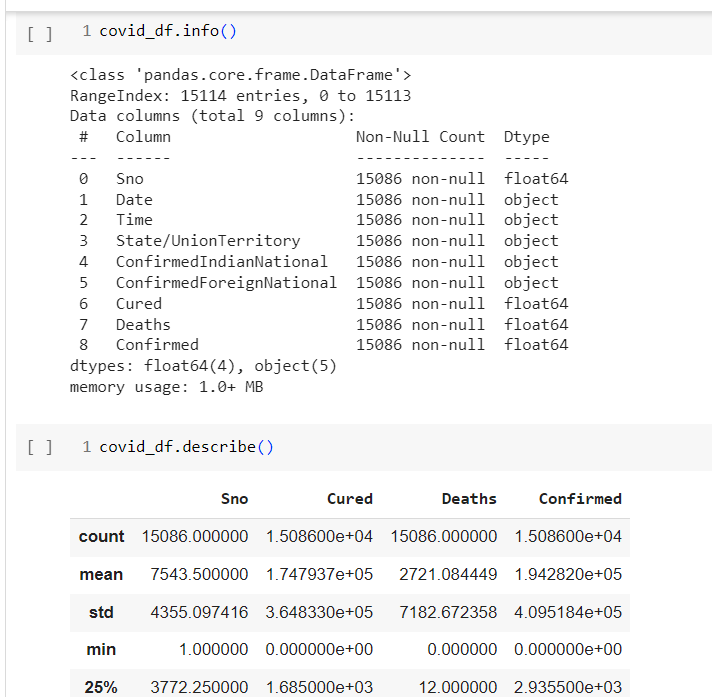 [ ] 1 covid_df.info()
<class 'pandas.core.frame.DataFrame'>
RangeIndex: 15114 entries, 0 to 15113
Data columns (total 9 columns):
 #   Column                    Non-Null Count  Dtype
---  ------                    --------------  -----
 0   Sno                       15086 non-null  float64
 1   Date                      15086 non-null  object
 2   Time                      15086 non-null  object
 3   State/UnionTerritory      15086 non-null  object
 4   ConfirmedIndianNational   15086 non-null  object
 5   ConfirmedForeignNational  15086 non-null  object
 6   Cured                     15086 non-null  float64
 7   Deaths                    15086 non-null  float64
 8   Confirmed                 15086 non-null  float64
dtypes: float64(4), object(5)
memory usage: 1.0+ MB
[ ] 1 covid_df.describe()
Sno Cured Deaths Confirmed
count 15086.000000 1.508600e+04 15086.000000 1.508600e+04
mean 7543.500000 1.747937e+05 2721.084449 1.942820e+05
std 4355.097416 3.648330e+05 7182.672358 4.095184e+05
min 1.000000 0.000000e+00 0.000000 0.000000e+00
25% 3772.250000 1.685000e+03 12.000000 2.935500e+03